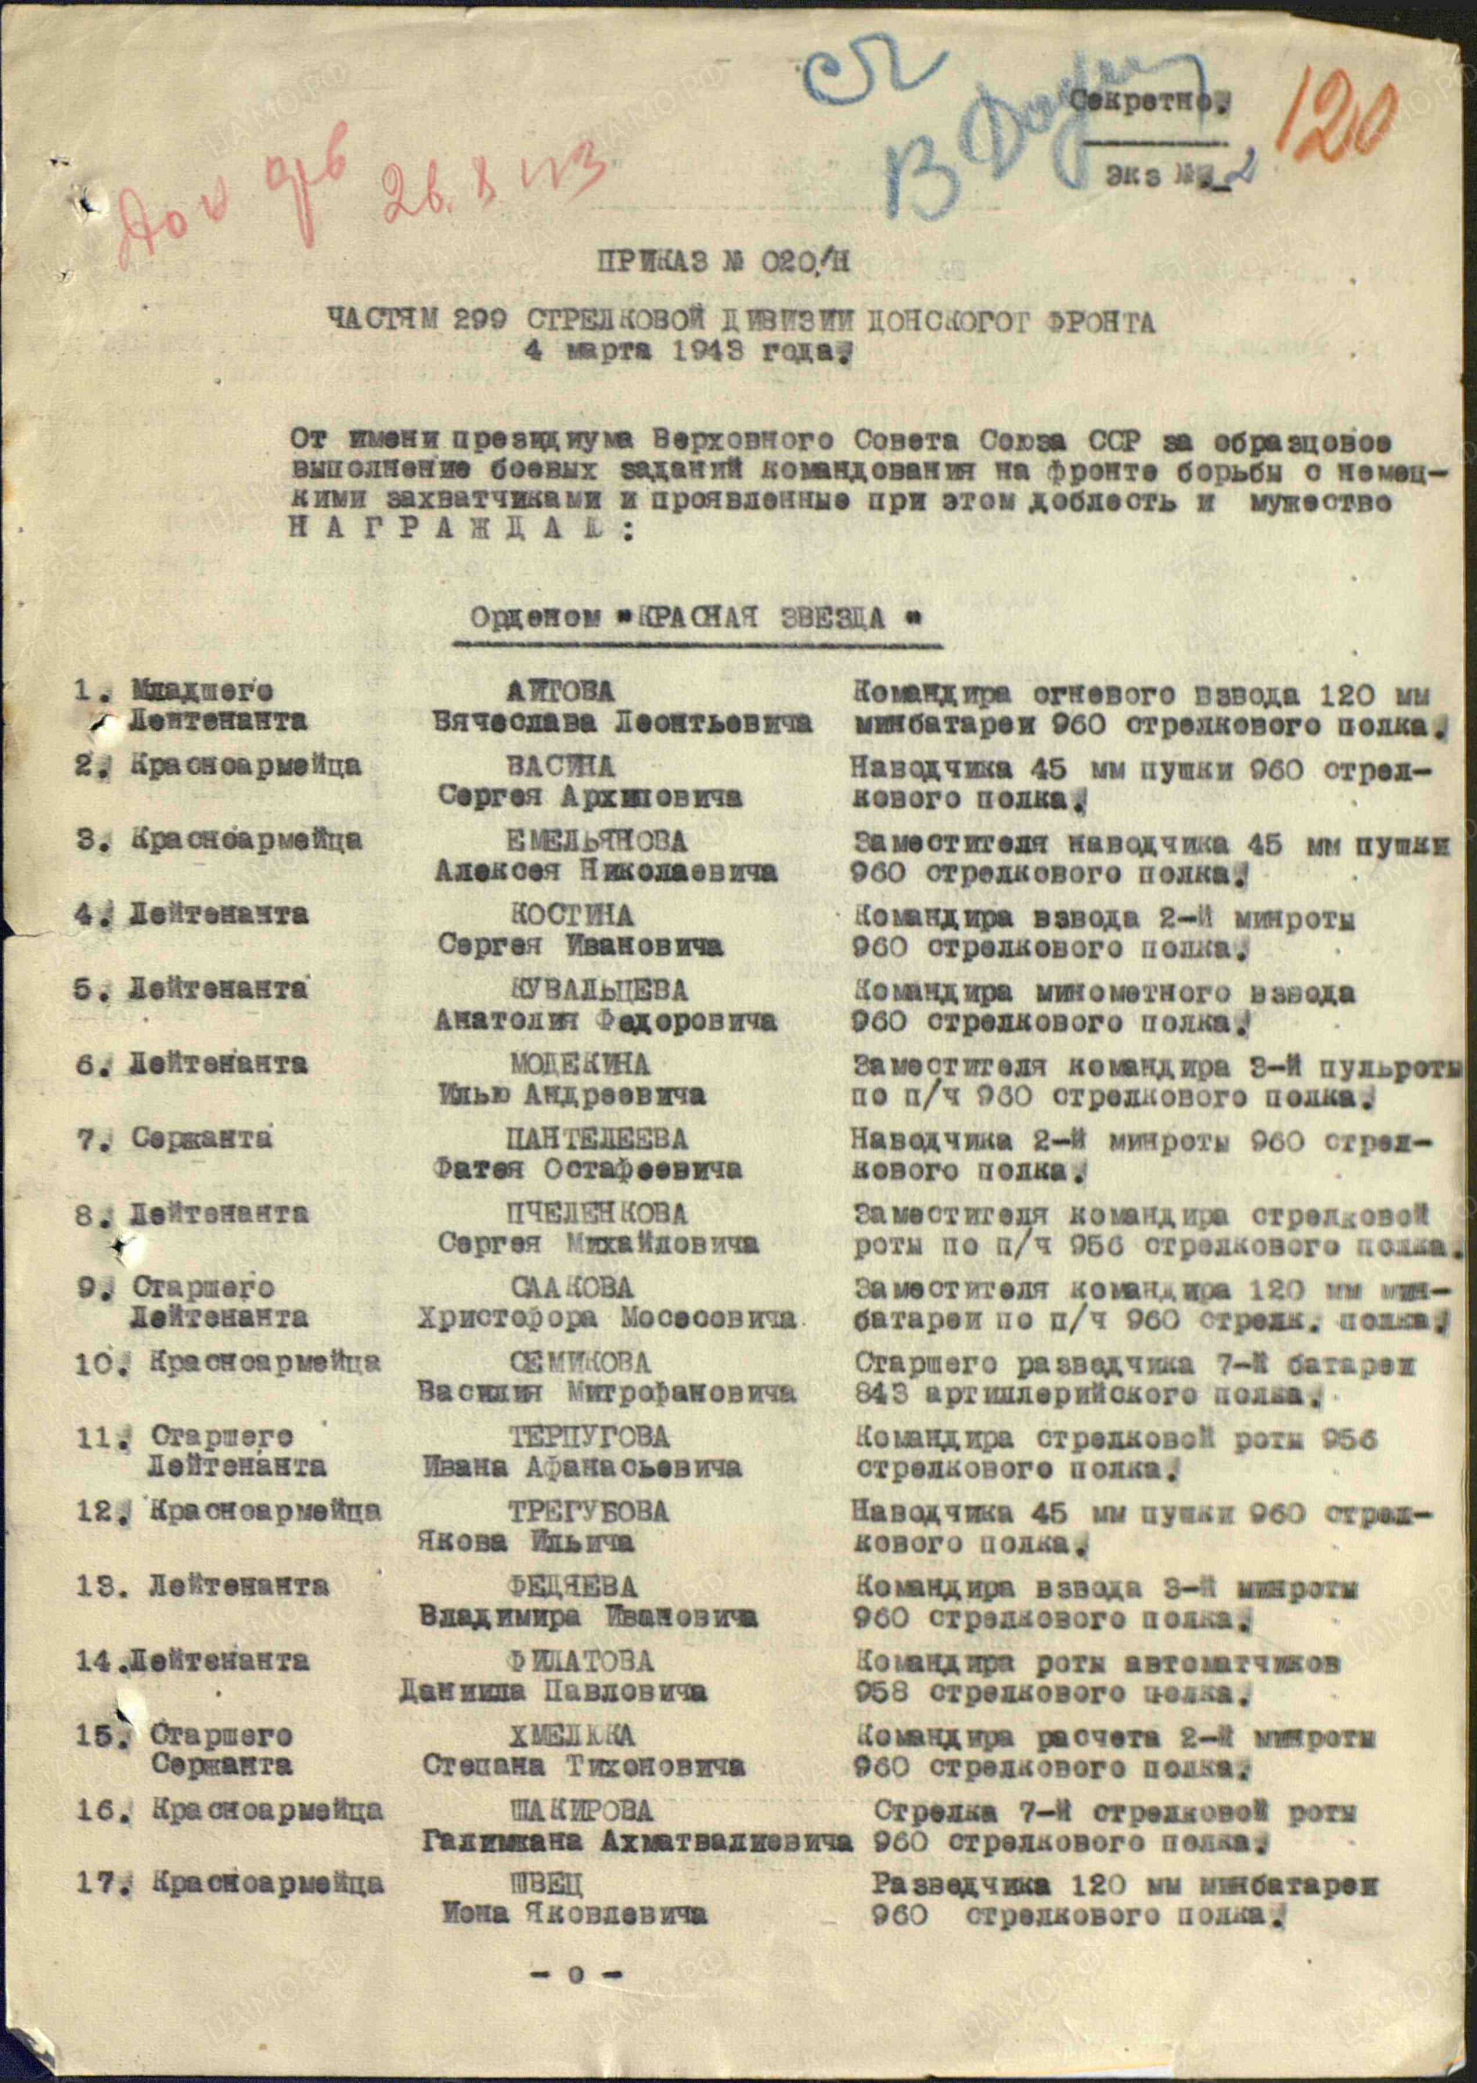 Секретно.
120
Экз №_2
26.8.43
ПРИКАЗ № 020/Н
ЧАСТЯМ 299 СТРЕЛКОВОЙ ДИВИЗИИ ДОНСКОГОТ ФРОНТА
4 марта 1943 года.
От имени президиума Верховного Совета Союза ССР за образцовое
выполнение боевых заданий командования на фронте борьбы с немец-
кими захватчиками и проявленные при этом доблесть и мужество
Н А Г Р А Ж Д А Ю :
Орденом "КРАСНАЯ ЗВЕЗДА "
1. Младшего АИТОВА Командира огневого взвода 120 мм
Лейтенанта Вячеслава Леонтьевича минбатареи 960 стрелкового полка.
2. Красноармейца ВАСИНА Наводчика 45 мм пушки 960 стрел-
Сергея Архиповича кового полка.
3. Красноармейца ЕМЕЛЬЯНОВА Заместителя наводчика 45 мм пушки
Алексея Николаевича 960 стрелкового полка.
4. Лейтенанта КОСТИНА Командира взвода 2-й минроты
Сергея Ивановича 960 стрелкового полка.
5. Лейтенанта КУВАЛЬЦЕВА Командира минометного взвода
Анатолия Федоровича 960 стрелкового полка.
6. Лейтенанта МОДЕКИНА Заместителя командира 3-й пульроты
Илью Андреевича по п/ч 960 стрелкового полка.
7. Сержанта ПАНТЕЛЕЕВА Наводчика 2-й минроты 960 стрел-
Фатея Остафеевича кового полка.
8. Лейтенанта ПЧЕЛЕНКОВА Заместителя командира стрелковой
Сергея Михайловича роты по п/ч 956 стрелкового полка.
9. Старшего СААКОВА Заместителя командира 120 мм мин-
Лейтенанта Христофора Мосесовича батареи по п/ч 960 стрелк. полка.
10. Красноармейца СЕМИКОВА Старшего разведчика 7-й батареи
Василия Митрофановича 843 артиллерийского полка.
11. Старшего ТЕРПУГОВА Командира стрелковой роты 956
Лейтенанта Ивана Афанасьевича стрелкового полка.
12. Красноармейца ТРЕГУБОВА Наводчика 45 мм пушки 960 стрел-
Якова Ильича кового полка.
13. Лейтенанта ФЕДЯЕВА Командира взвода 3-й минроты
Владимира Ивановича 960 стрелкового полка.
14.Лейтенанта ФИЛАТОВА Командира роты автоматчиков
Даниила Павловича 958 стрелкового полка.
15. Старшего ХМЕЛЮКА Командира расчета 2-й минроты
Сержанта Степана Тихоновича 960 стрелкового полка.
16. Красноармейца ШАКИРОВА Стрелка 7-й стрелковой роты
Галимхана Ахматвалиевича 960 стрелкового полка.
17. Красноармейца ШВЕЦ Разведчика 120 мм минбатареи
Иона Яковлевича 960 стрелкового полка.
- о -